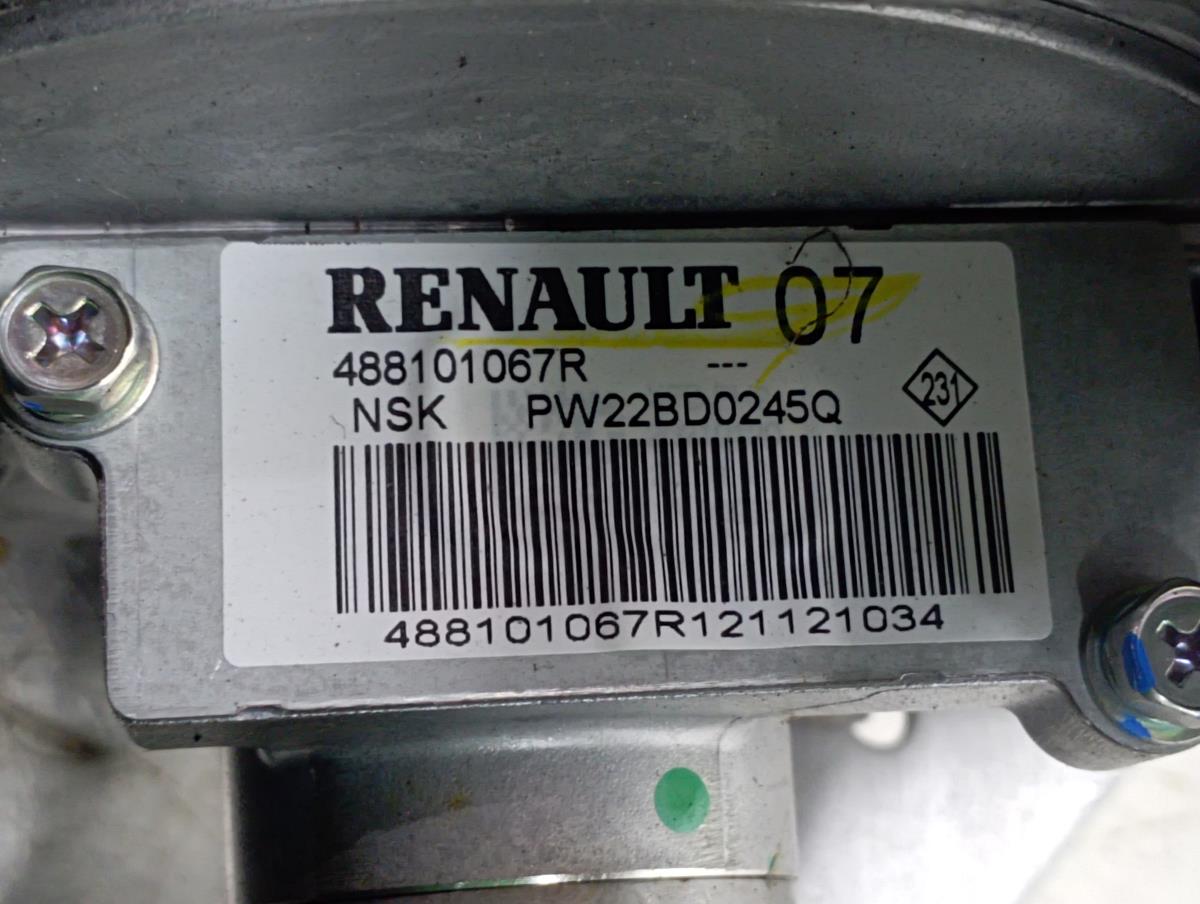 RENAULT 07
488101067R ---
NSK PW22BD0245Q
231
488101067R121121034